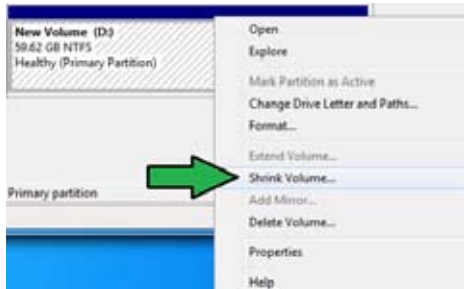 New Volume (D:)
59.62 GB NTFS
Healthy (Primary Partition)
Primary partition
Open
Explore
Mark Partition as Active
Change Drive Letter and Paths...
Format...
Extend Volume...
Shrink Volume...
Add Mirror...
Delete Volume...
Properties
Help